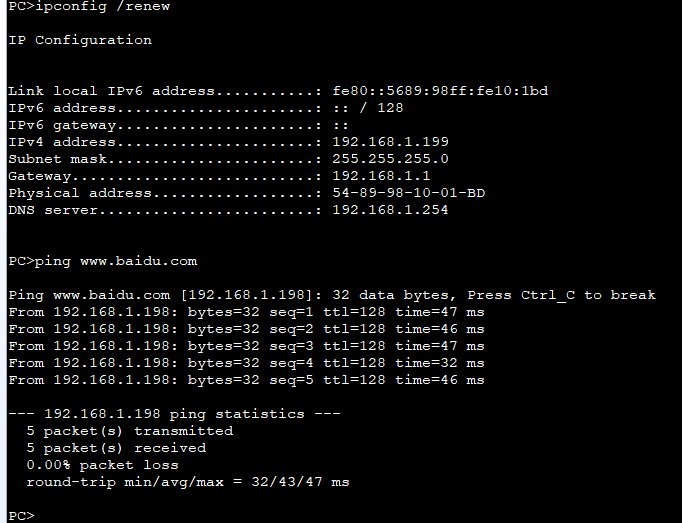 PC>ipconfig /renew
IP Configuration
Link local IPv6 address...........: fe80::5689:98ff:fe10:1bd
IPv6 address......................: :: / 128
IPv6 gateway......................: ::
IPv4 address......................: 192.168.1.199
Subnet mask.......................: 255.255.255.0
Gateway...........................: 192.168.1.1
Physical address..................: 54-89-98-10-01-BD
DNS server........................: 192.168.1.254
PC>ping www.baidu.com
Ping www.baidu.com [192.168.1.198]: 32 data bytes, Press Ctrl_C to break
From 192.168.1.198: bytes=32 seq=1 ttl=128 time=47 ms
From 192.168.1.198: bytes=32 seq=2 ttl=128 time=46 ms
From 192.168.1.198: bytes=32 seq=3 ttl=128 time=47 ms
From 192.168.1.198: bytes=32 seq=4 ttl=128 time=32 ms
From 192.168.1.198: bytes=32 seq=5 ttl=128 time=46 ms
--- 192.168.1.198 ping statistics ---
5 packet(s) transmitted
5 packet(s) received
0.00% packet loss
round-trip min/avg/max = 32/43/47 ms
PC>